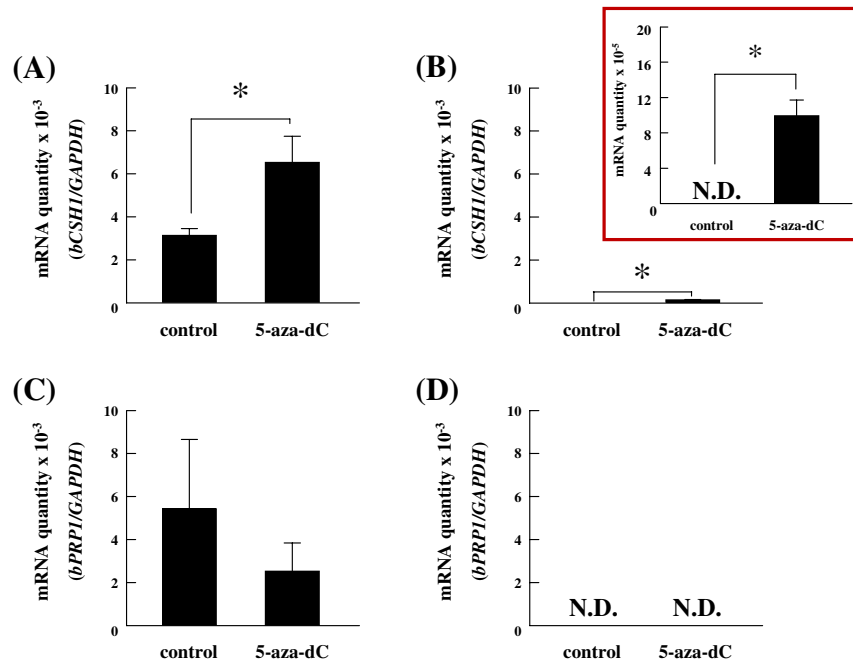 (A)
mRNA quantity x 10-3
(bCSH1/GAPDH)
10
8
6
4
2
0
*
control 5-aza-dC
(B)
mRNA quantity x 10-3
(bCSH1/GAPDH)
10
8
6
4
2
0
*
control 5-aza-dC
mRNA quantity x 10-5
20
16
12
8
4
0
*
N.D.
control 5-aza-dC
(C)
mRNA quantity x 10-3
(bPRP1/GAPDH)
10
8
6
4
2
0
control 5-aza-dC
(D)
mRNA quantity x 10-3
(bPRP1/GAPDH)
10
8
6
4
2
0
N.D. N.D.
control 5-aza-dC